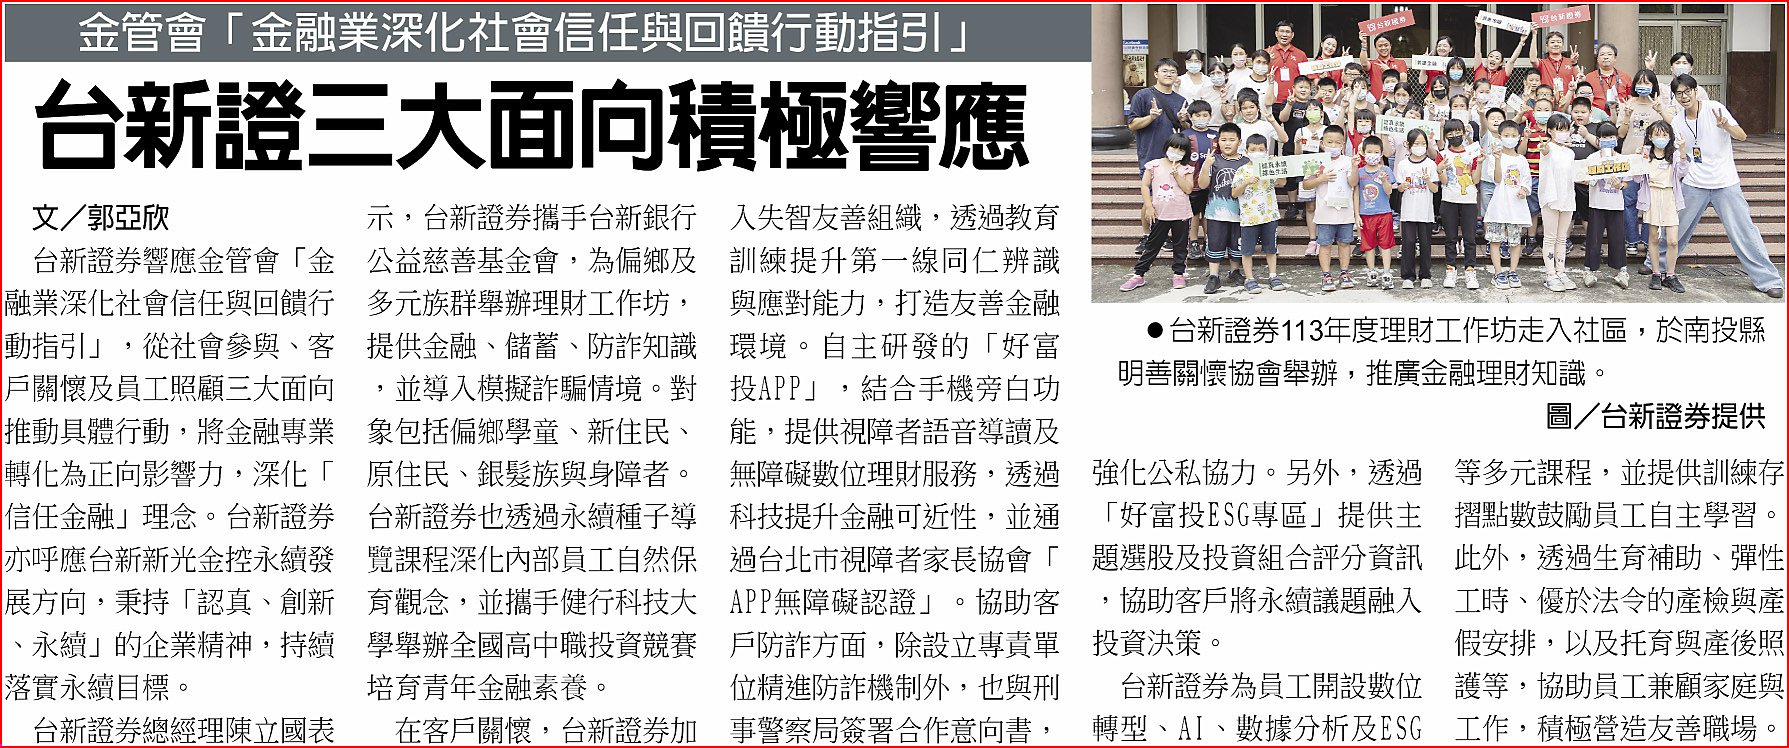 金管會「金融業深化社會信任與回饋行動指引」
台新證三大面向積極響應
文／郭亞欣
台新證券響應金管會「金
融業深化社會信任與回饋行
動指引」，從社會參與、客
戶關懷及員工照顧三大面向
推動具體行動，將金融專業
轉化為正向影響力，深化「
信任金融」理念。台新證券
亦呼應台新新光金控永續發
展方向，秉持「認真、創新
、永續」的企業精神，持續
落實永續目標。
台新證券總經理陳立國表
示，台新證券攜手台新銀行
公益慈善基金會，為偏鄉及
多元族群舉辦理財工作坊，
提供金融、儲蓄、防詐知識
，並導入模擬詐騙情境。對
象包括偏鄉學童、新住民、
原住民、銀髮族與身障者。
台新證券也透過永續種子導
覽課程深化內部員工自然保
育觀念，並攜手健行科技大
學舉辦全國高中職投資競賽
培育青年金融素養。
在客戶關懷，台新證券加
入失智友善組織，透過教育
訓練提升第一線同仁辨識
與應對能力，打造友善金融
環境。自主研發的「好富
投APP」，結合手機旁白功
能，提供視障者語音導讀及
無障礙數位理財服務，透過
科技提升金融可近性，並通
過台北市視障者家長協會「
APP無障礙認證」。協助客
戶防詐方面，除設立專責單
位精進防詐機制外，也與刑
事警察局簽署合作意向書，
強化公私協力。另外，透過
「好富投ESG專區」提供主
題選股及投資組合評分資訊
，協助客戶將永續議題融入
投資決策。
台新證券為員工開設數位
轉型、AI、數據分析及ESG
等多元課程，並提供訓練存
摺點數鼓勵員工自主學習。
此外，透過生育補助、彈性
工時、優於法令的產檢與產
假安排，以及托育與產後照
護等，協助員工兼顧家庭與
工作，積極營造友善職場。
台新證券
台新證券
認真永續
綠色生活
認真永續
綠色生活
●台新證券113年度理財工作坊走入社區，於南投縣
明善關懷協會舉辦，推廣金融理財知識。
圖／台新證券提供